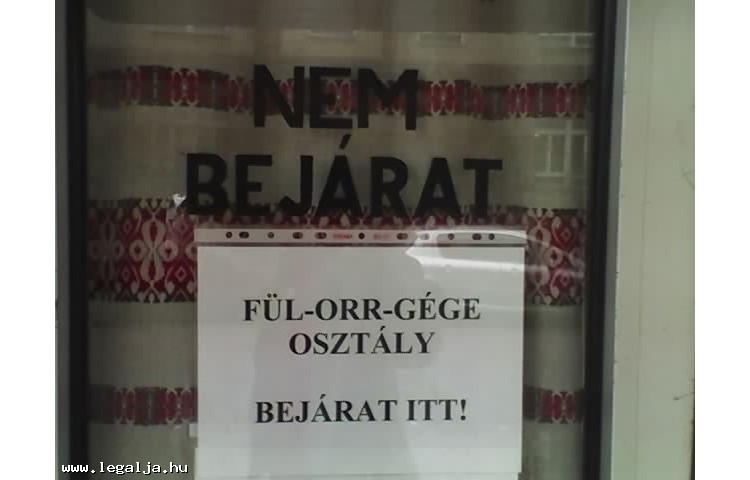 NEM
BEJÁRAT
FÜL-ORR-GÉGE
OSZTÁLY
BEJÁRAT ITT!
www.legalja.hu